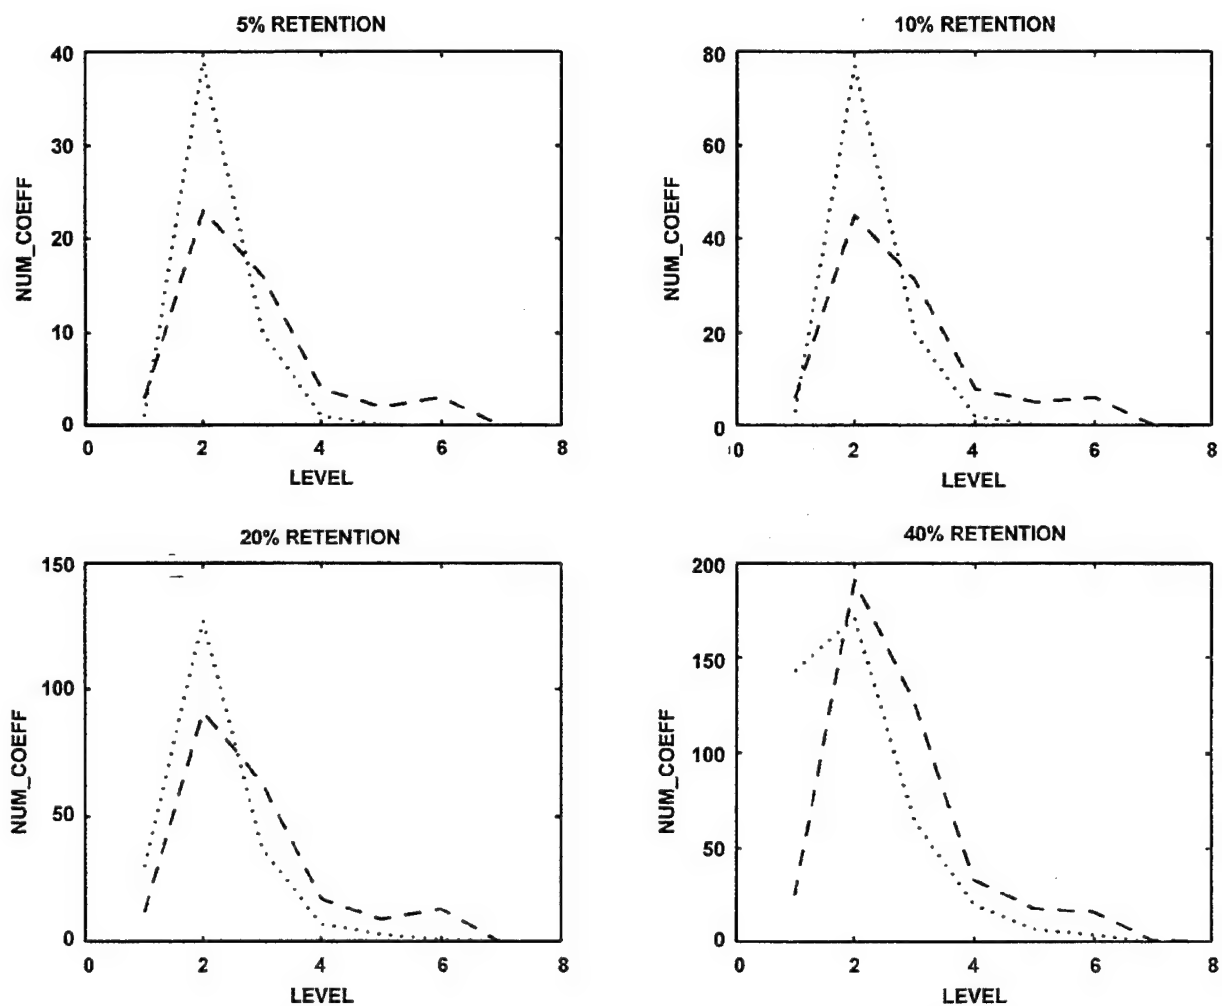 5% RETENTION
40
30
20
10
0
NUM_COEFF
0 2 4 6 8
LEVEL
10% RETENTION
80
60
40
20
0
NUM_COEFF
0 2 4 6 8
LEVEL
20% RETENTION
150
100
50
0
NUM_COEFF
0 2 4 6 8
LEVEL
40% RETENTION
200
150
100
50
0
NUM_COEFF
0 2 4 6 8
LEVEL